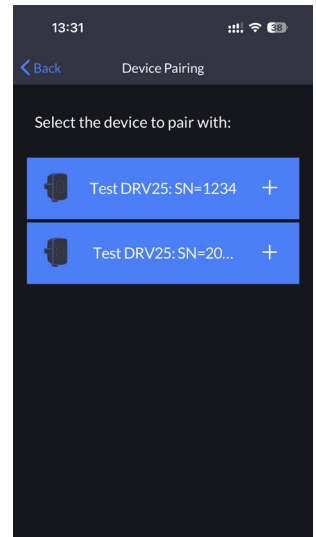 13:31
38
Back
Device Pairing
Select the device to pair with:
Test DRV25: SN=1234
Test DRV25: SN=20...